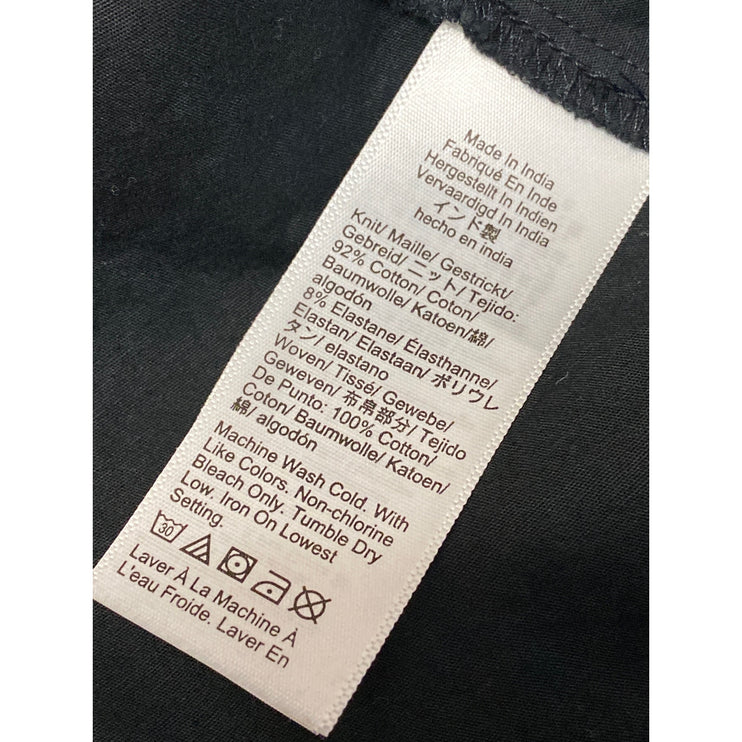 Made In India
Fabriqué En Inde
Hergestellt In Indien
Vervaardigd In Indien
インド製
hecho en india
Knit/ Maille/ Gestrickt/
Gebreid/ニット/ Tejido:
92% Cotton/ Coton/
Baumwolle/ Katoen/綿/
algodón
8% Elastane/ Élasthanne/
Elastan/ Elastaan/ ポリウレ
タン/ elastano
Woven/ Tissé/ Gewebe/
Geweven/ 布帛部分/ Tejido
De Punto: 100% Cotton/
Coton/ Baumwolle/ Katoen/
綿/ algodón
Machine Wash Cold. With
Like Colors. Non-chlorine
Bleach Only. Tumble Dry
Low. Iron On Lowest
Setting.
30
Laver À La Machine À
L'eau Froide. Laver En